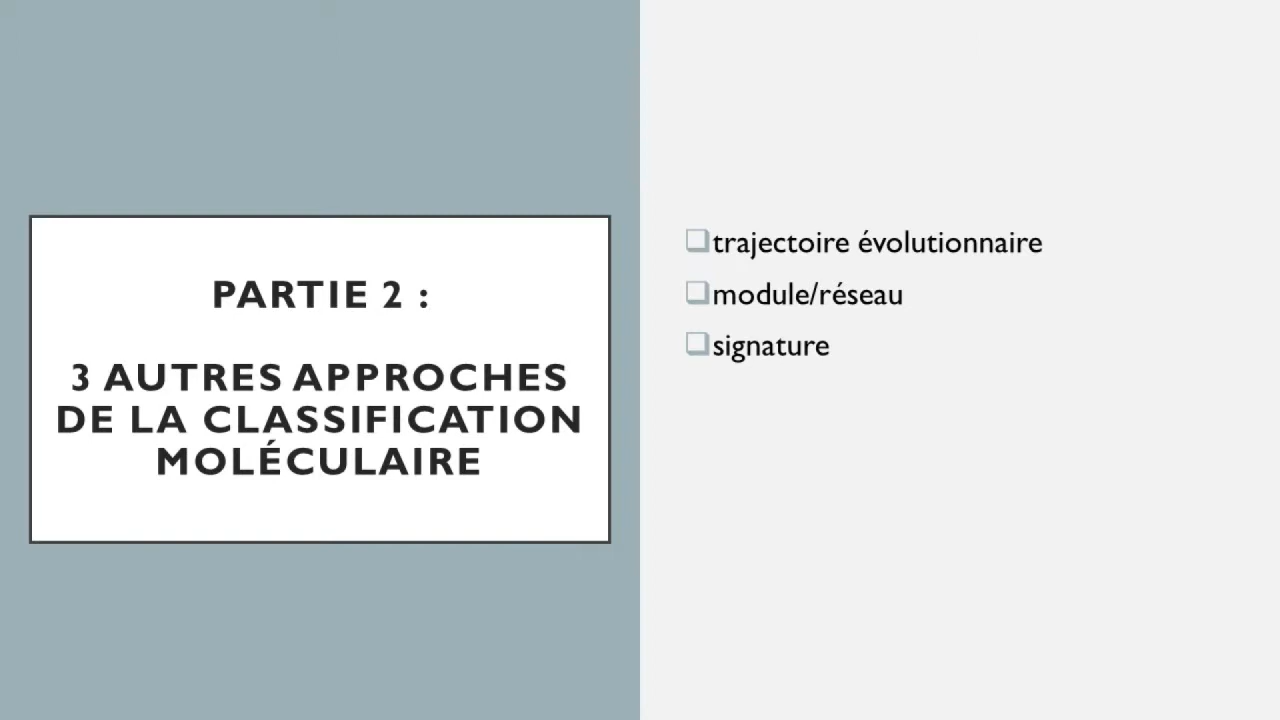 PARTIE 2 :
3 AUTRES APPROCHES
DE LA CLASSIFICATION
MOLÉCULAIRE
trajectoire évolutionnaire
module/réseau
signature